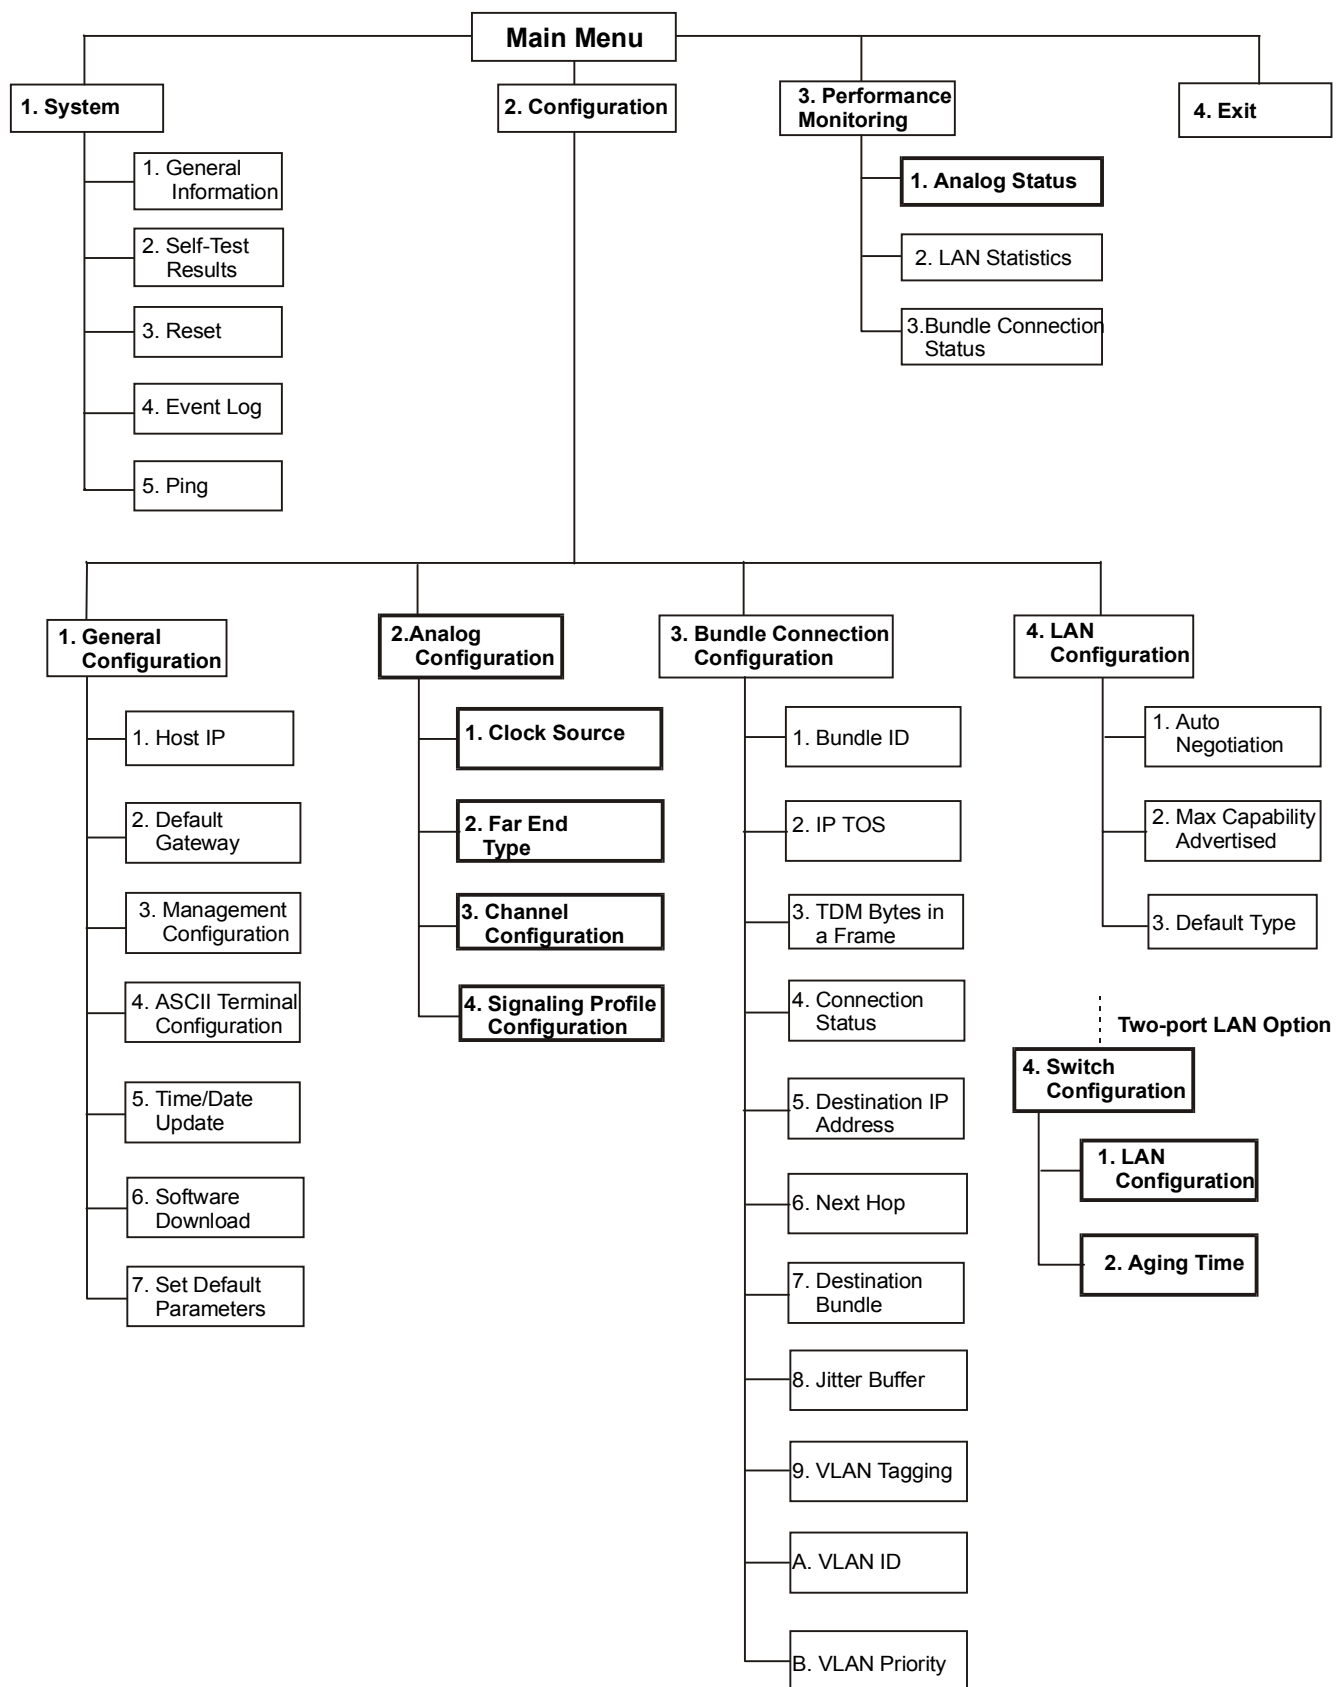 Main Menu
1. System
2. Configuration
3. Performance
Monitoring
4. Exit
1. General
Information
2. Self-Test
Results
3. Reset
4. Event Log
5. Ping
1. Analog Status
2. LAN Statistics
3.Bundle Connection
Status
1. General
Configuration
1. Host IP
2. Default
Gateway
3. Management
Configuration
4. ASCII Terminal
Configuration
5. Time/Date
Update
6. Software
Download
7. Set Default
Parameters
2.Analog
Configuration
1. Clock Source
2. Far End
Type
3. Channel
Configuration
4. Signaling Profile
Configuration
3. Bundle Connection
Configuration
1. Bundle ID
2. IP TOS
3. TDM Bytes in
a Frame
4. Connection
Status
5. Destination IP
Address
6. Next Hop
7. Destination
Bundle
8. Jitter Buffer
9. VLAN Tagging
A. VLAN ID
B. VLAN Priority
4. LAN
Configuration
1. Auto
Negotiation
2. Max Capability
Advertised
3. Default Type
Two-port LAN Option
4. Switch
Configuration
1. LAN
Configuration
2. Aging Time